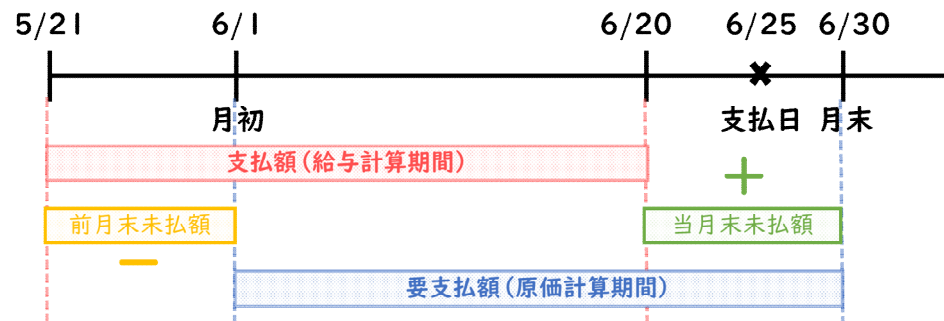 5/21 6/1 6/20 6/25 6/30
月初 支払日 月末
支払額(給与計算期間)
+
前月末未払額 当月末未払額
−
要支払額(原価計算期間)